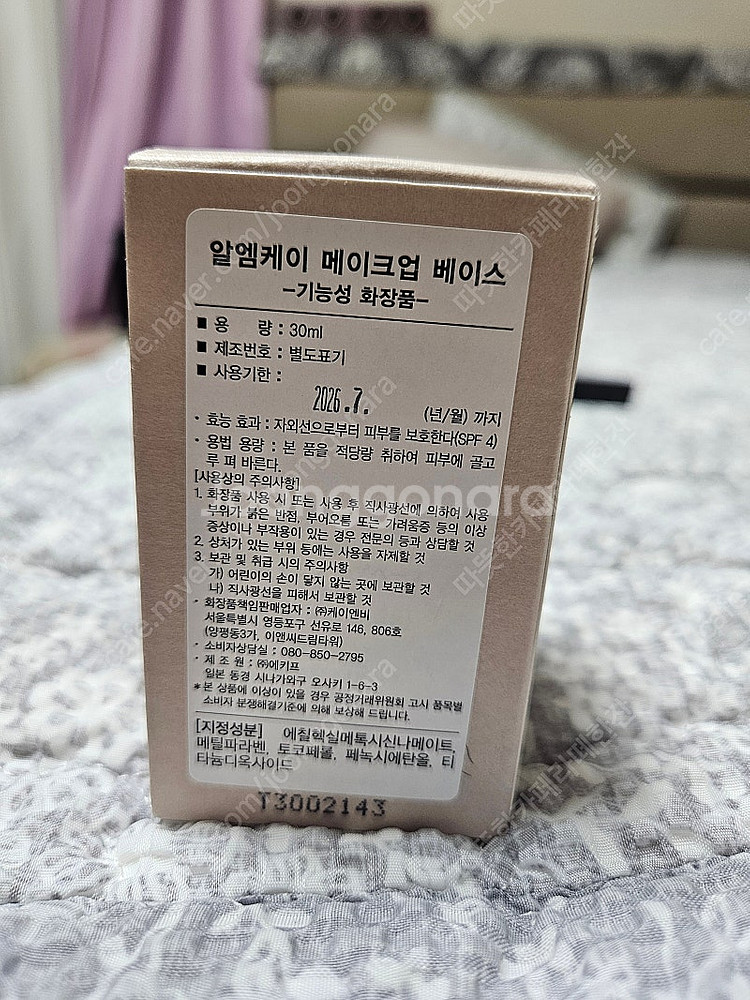 알엠케이 메이크업 베이스
-기능성 화장품-
■ 용 량 : 30ml
■ 제조번호 : 별도표기
■ 사용기한 :
2026.7. (년/월) 까지
· 효능 효과 : 자외선으로부터 피부를 보호한다(SPF 4)
· 용법 용량 : 본 품을 적당량 취하여 피부에 골고
루 펴 바른다.
[사용상의 주의사항]
1. 화장품 사용 시 또는 사용 후 직사광선에 의하여 사용
부위가 붉은 반점, 부어오름 또는 가려움증 등의 이상
증상이나 부작용이 있는 경우 전문의 등과 상담할 것
2. 상처가 있는 부위 등에는 사용을 자제할 것
3. 보관 및 취급 시의 주의사항
가) 어린이의 손이 닿지 않는 곳에 보관할 것
나) 직사광선을 피해서 보관할 것
· 화장품책임판매업자 : ㈜케이엔비
서울특별시 영등포구 선유로 146, 806호
(양평동3가, 이앤씨드림타워)
· 소비자상담실 : 080-850-2795
· 제 조 원 : ㈜에키프
일본 동경 시나가와구 오사키 1-6-3
*본 상품에 이상이 있을 경우 공정거래위원회 고시 품목별
소비자 분쟁해결기준에 의해 보상해 드립니다.
[지정성분] 에칠헥실메톡시신나메이트,
메틸파라벤, 토코페롤, 페녹시에탄올, 티
타늄디옥사이드
T3002143
joonggonara